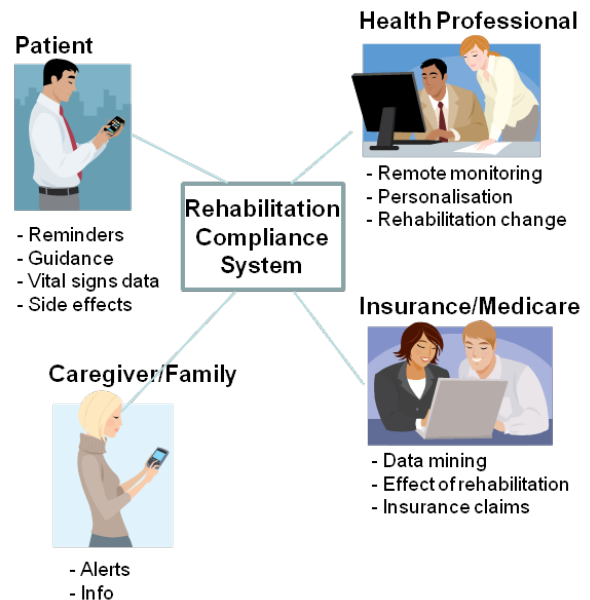 Patient
- Reminders
- Guidance
- Vital signs data
- Side effects
Health Professional
- Remote monitoring
- Personalisation
- Rehabilitation change
Rehabilitation
Compliance
System
Caregiver/Family
- Alerts
- Info
Insurance/Medicare
- Data mining
- Effect of rehabilitation
- Insurance claims